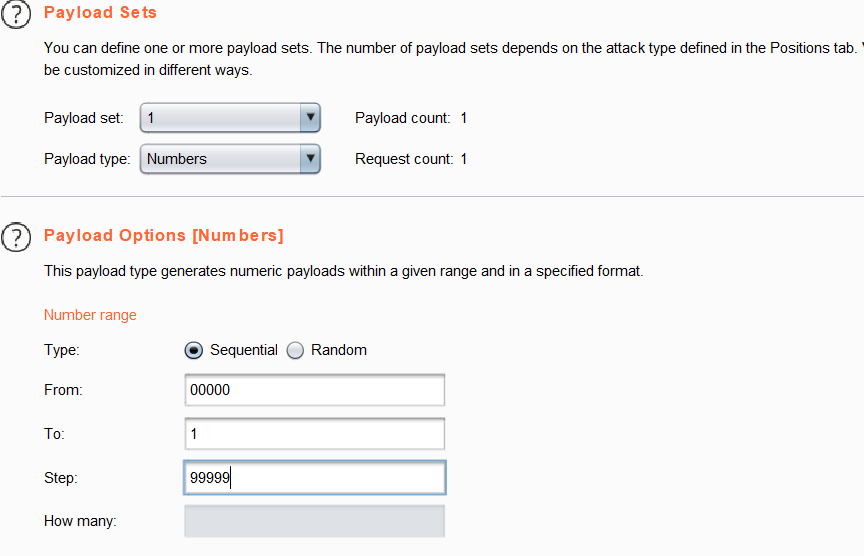 Payload Sets
You can define one or more payload sets. The number of payload sets depends on the attack type defined in the Positions tab.
be customized in different ways.
Payload set: 1 Payload count: 1
Payload type: Numbers Request count: 1
Payload Options [Numbers]
This payload type generates numeric payloads within a given range and in a specified format.
Number range
Type: Sequential Random
From: 00000
To: 1
Step: 99999
How many: